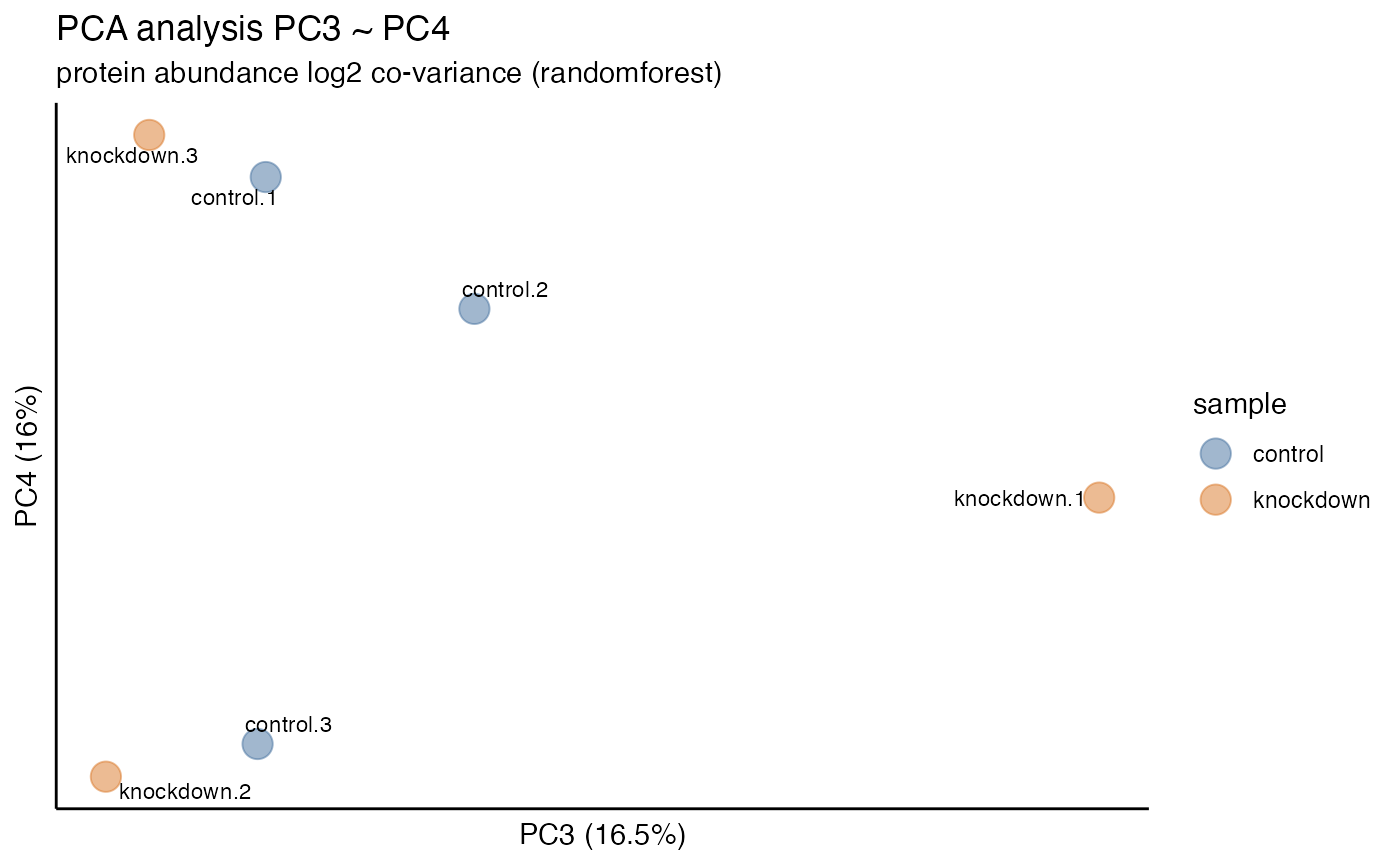 PCA analysis PC3 ~ PC4
protein abundance log2 co-variance (randomforest)
knockdown.3
control.1
control.2
PC4 (16%)
sample
control
knockdown.1
knockdown
control.3
knockdown.2
PC3 (16.5%)